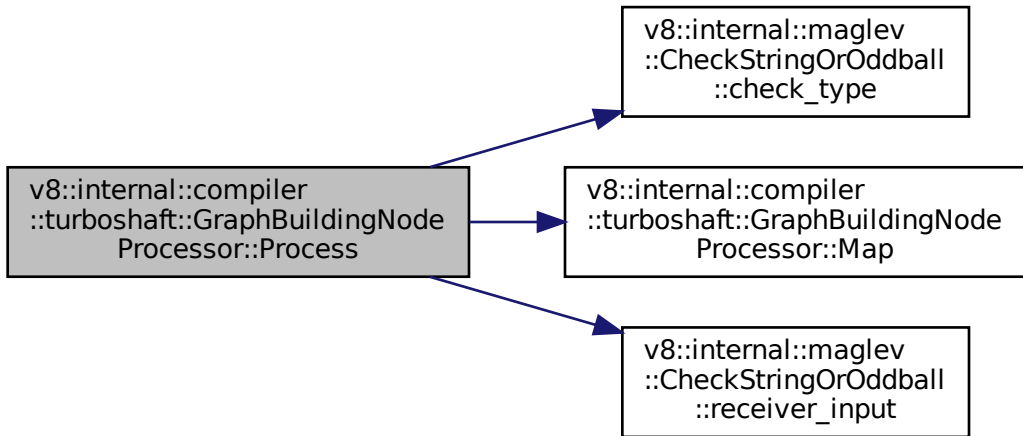 v8::internal::maglev
::CheckStringOrOddball
::check_type
v8::internal::compiler
::turboshaft::GraphBuildingNode
Processor::Process
v8::internal::compiler
::turboshaft::GraphBuildingNode
Processor::Map
v8::internal::maglev
::CheckStringOrOddball
::receiver_input